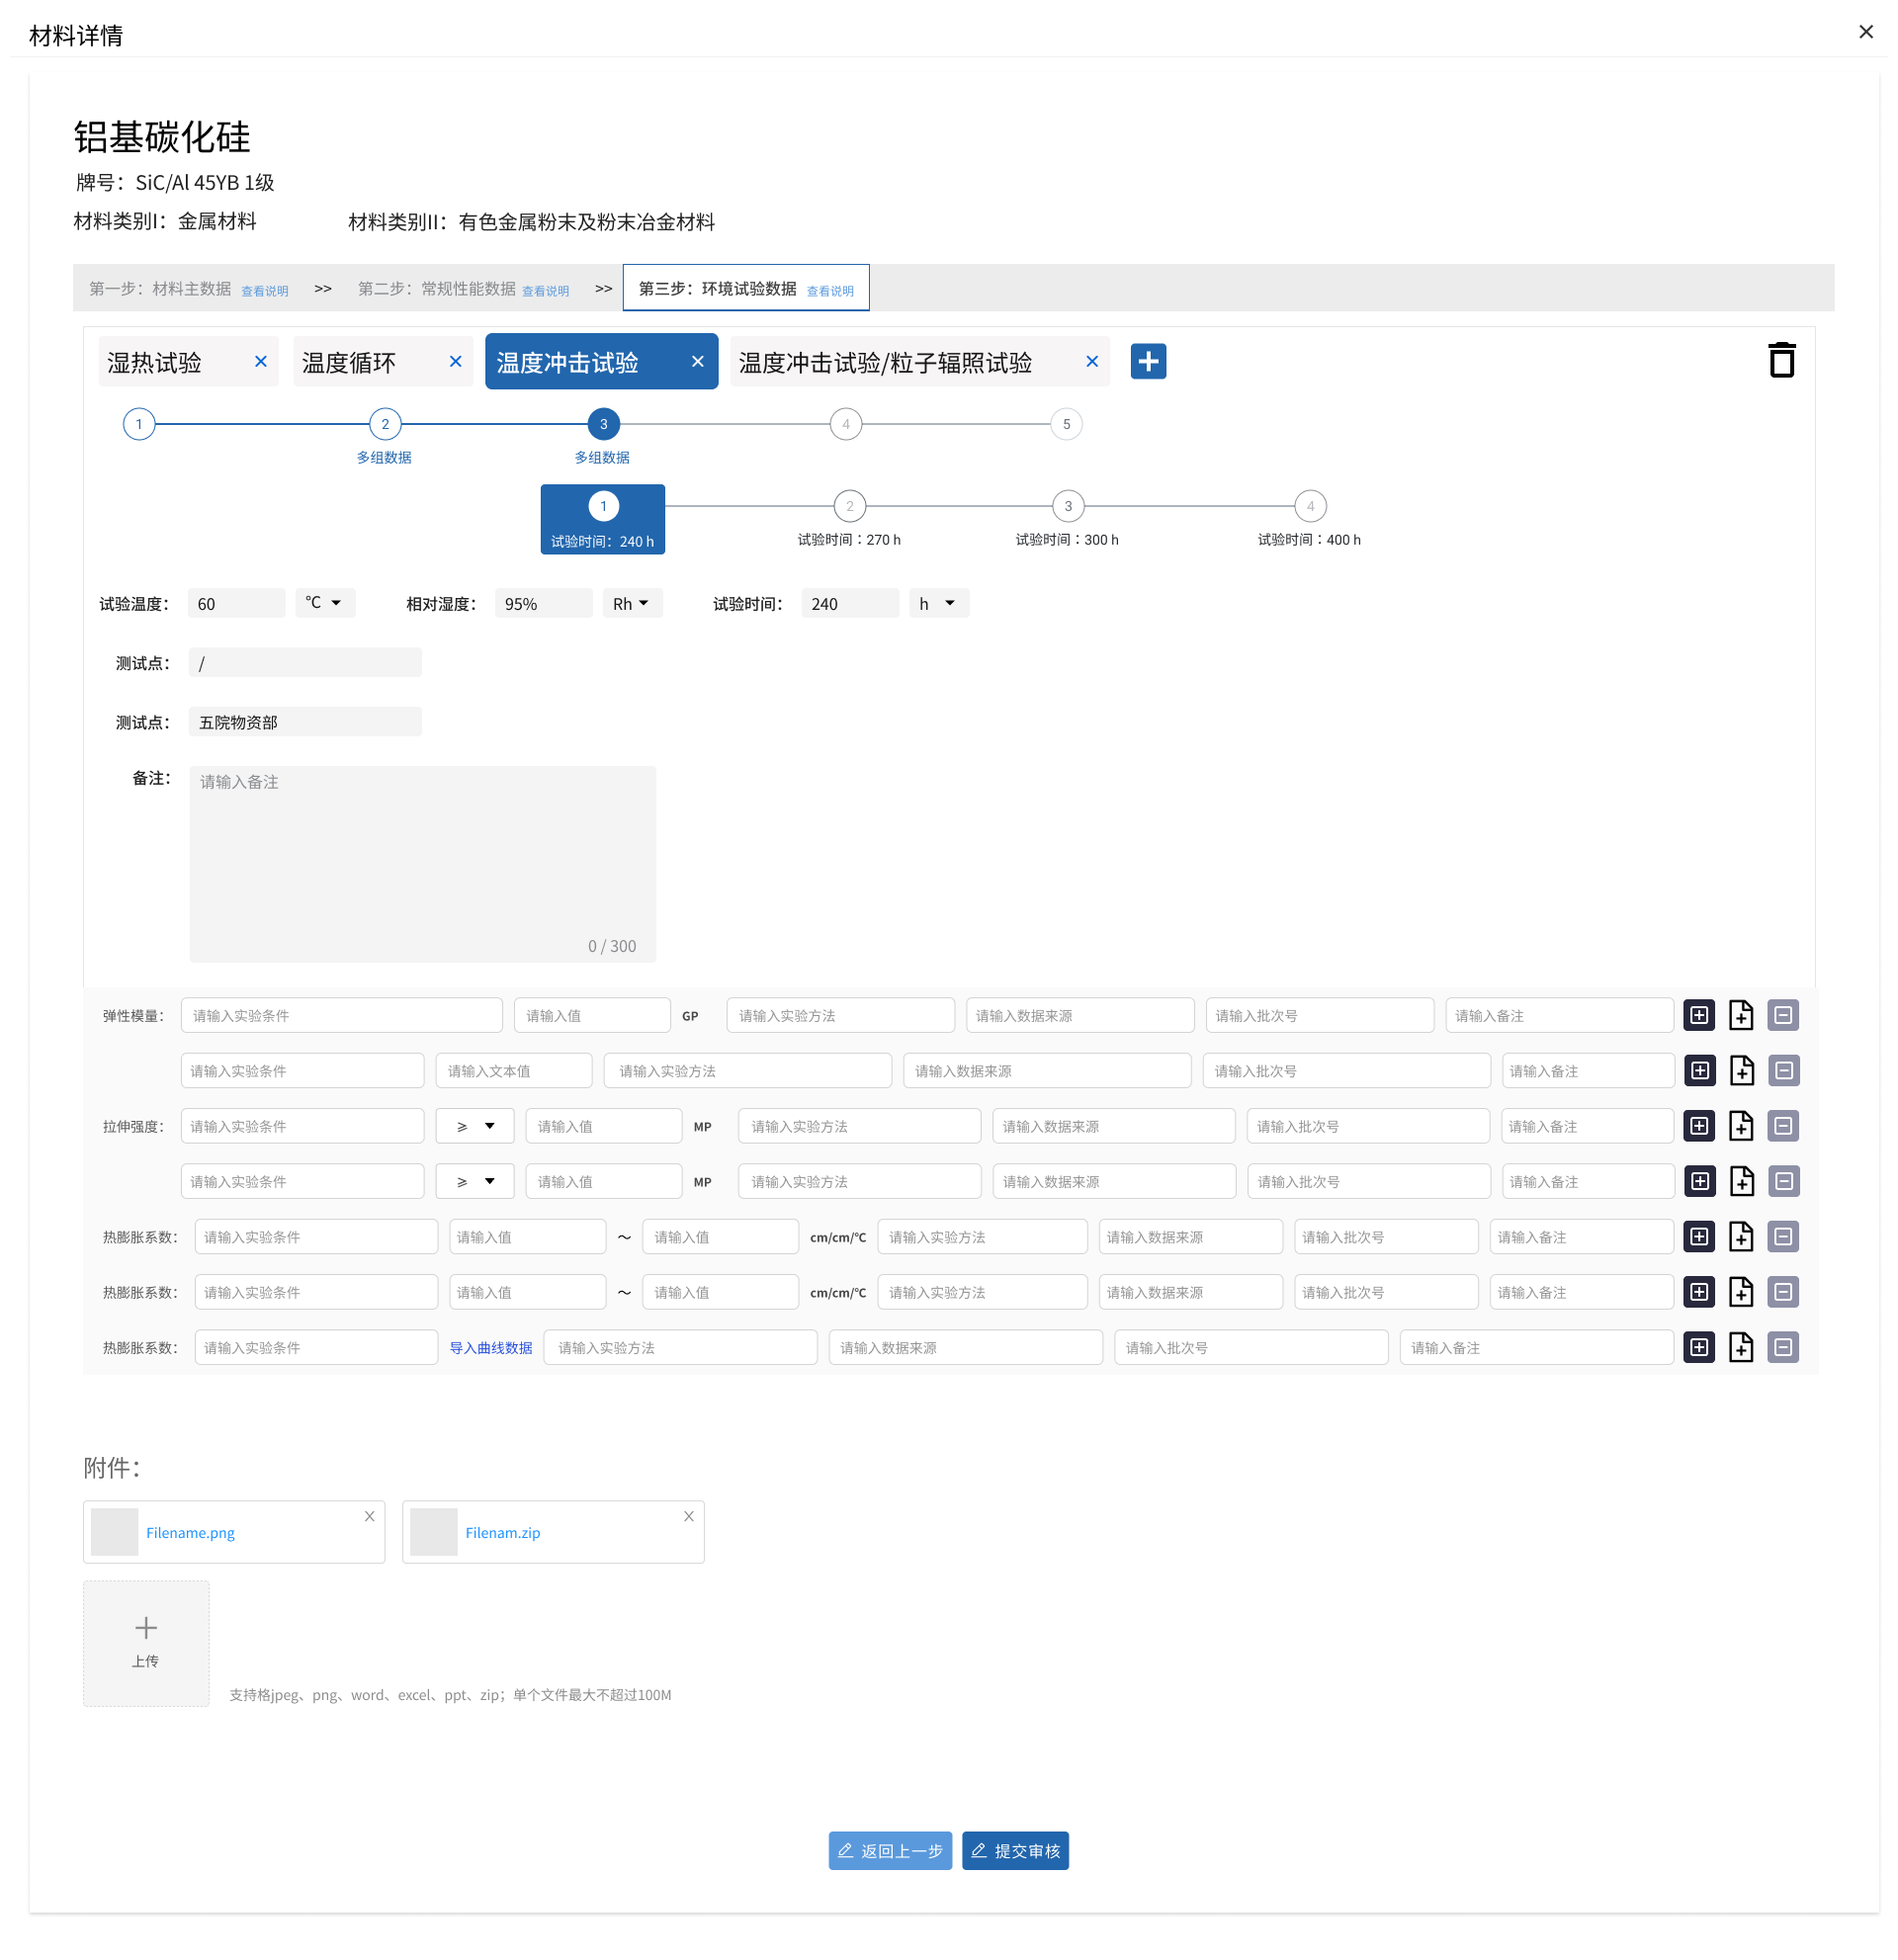 材料详情
铝基碳化硅
牌号：SiC/Al 45YB 1级
材料类别I：金属材料 材料类别II：有色金属粉末及粉末冶金材料
第一步：材料主数据 查看说明 >> 第二步：常规性能数据 查看说明 >> 第三步：环境试验数据 查看说明
湿热试验 温度循环 温度冲击试验 温度冲击试验/粒子辐照试验
1 2 3 4 5
多组数据 多组数据
1 2 3 4
试验时间：240 h 试验时间：270 h 试验时间：300 h 试验时间：400 h
试验温度： 60 ℃ 相对湿度： 95% Rh 试验时间： 240 h
测试点： /
测试点： 五院物资部
备注： 请输入备注
0 / 300
弹性模量： 请输入实验条件 请输入值 GP 请输入实验方法 请输入数据来源 请输入批次号 请输入备注
请输入实验条件 请输入文本值 请输入实验方法 请输入数据来源 请输入批次号 请输入备注
拉伸强度： 请输入实验条件 ≥ 请输入值 MP 请输入实验方法 请输入数据来源 请输入批次号 请输入备注
请输入实验条件 ≥ 请输入值 MP 请输入实验方法 请输入数据来源 请输入批次号 请输入备注
热膨胀系数： 请输入实验条件 请输入值 ～ 请输入值 cm/cm/℃ 请输入实验方法 请输入数据来源 请输入批次号 请输入备注
热膨胀系数： 请输入实验条件 请输入值 ～ 请输入值 cm/cm/℃ 请输入实验方法 请输入数据来源 请输入批次号 请输入备注
热膨胀系数： 请输入实验条件 导入曲线数据 请输入实验方法 请输入数据来源 请输入批次号 请输入备注
附件：
Filename.png X Filenam.zip X
上传
支持格jpeg、png、word、excel、ppt、zip；单个文件最大不超过100M
返回上一步 提交审核